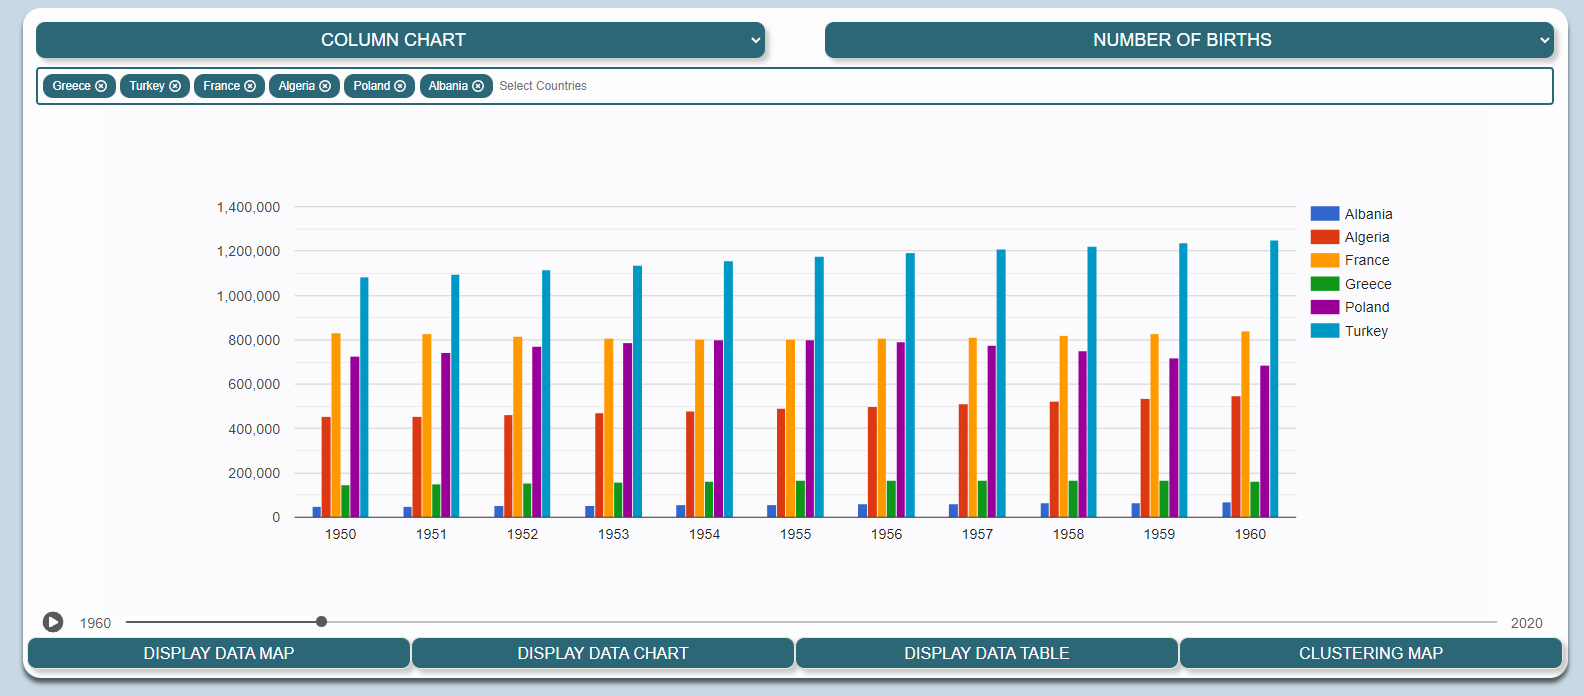 COLUMN CHART
NUMBER OF BIRTHS
Greece Turkey France Algeria Poland Albania Select Countries
1,400,000
1,200,000
1,000,000
800,000
600,000
400,000
200,000
0
1950 1951 1952 1953 1954 1955 1956 1957 1958 1959 1960
Albania
Algeria
France
Greece
Poland
Turkey
1960 2020
DISPLAY DATA MAP
DISPLAY DATA CHART
DISPLAY DATA TABLE
CLUSTERING MAP